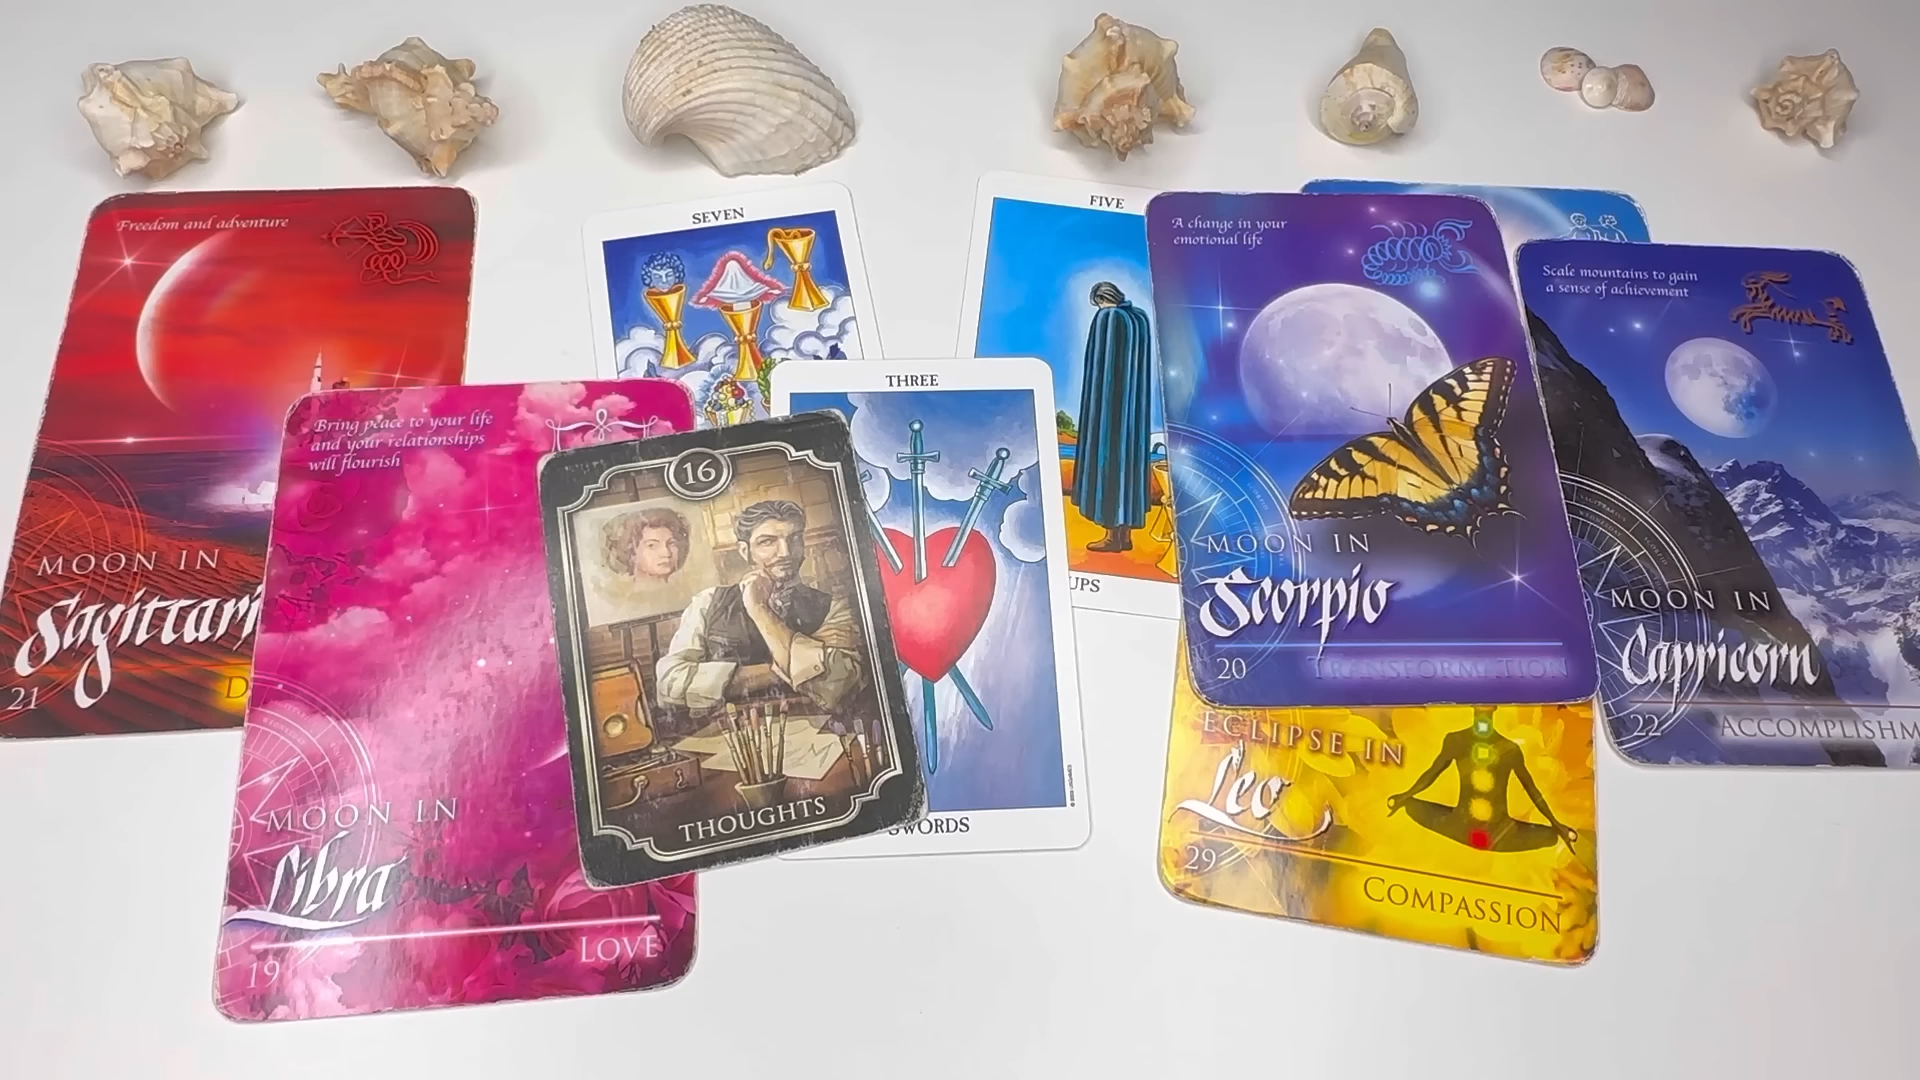 Freedom and adventure
MOON IN
Sagittari
21
D
Bring peace to your life
and your relationships
will flourish
MOON IN
Libra
19
LOVE
SEVEN
16
THOUGHTS
THREE
SWORDS
FIVE
UPS
A change in your
emotional life
MOON IN
Scorpio
20
TRANSFORMATION
ECLIPSE IN
Leo
29
COMPASSION
Scale mountains to gain
a sense of achievement
MOON IN
Capricorn
22
ACCOMPLISHM